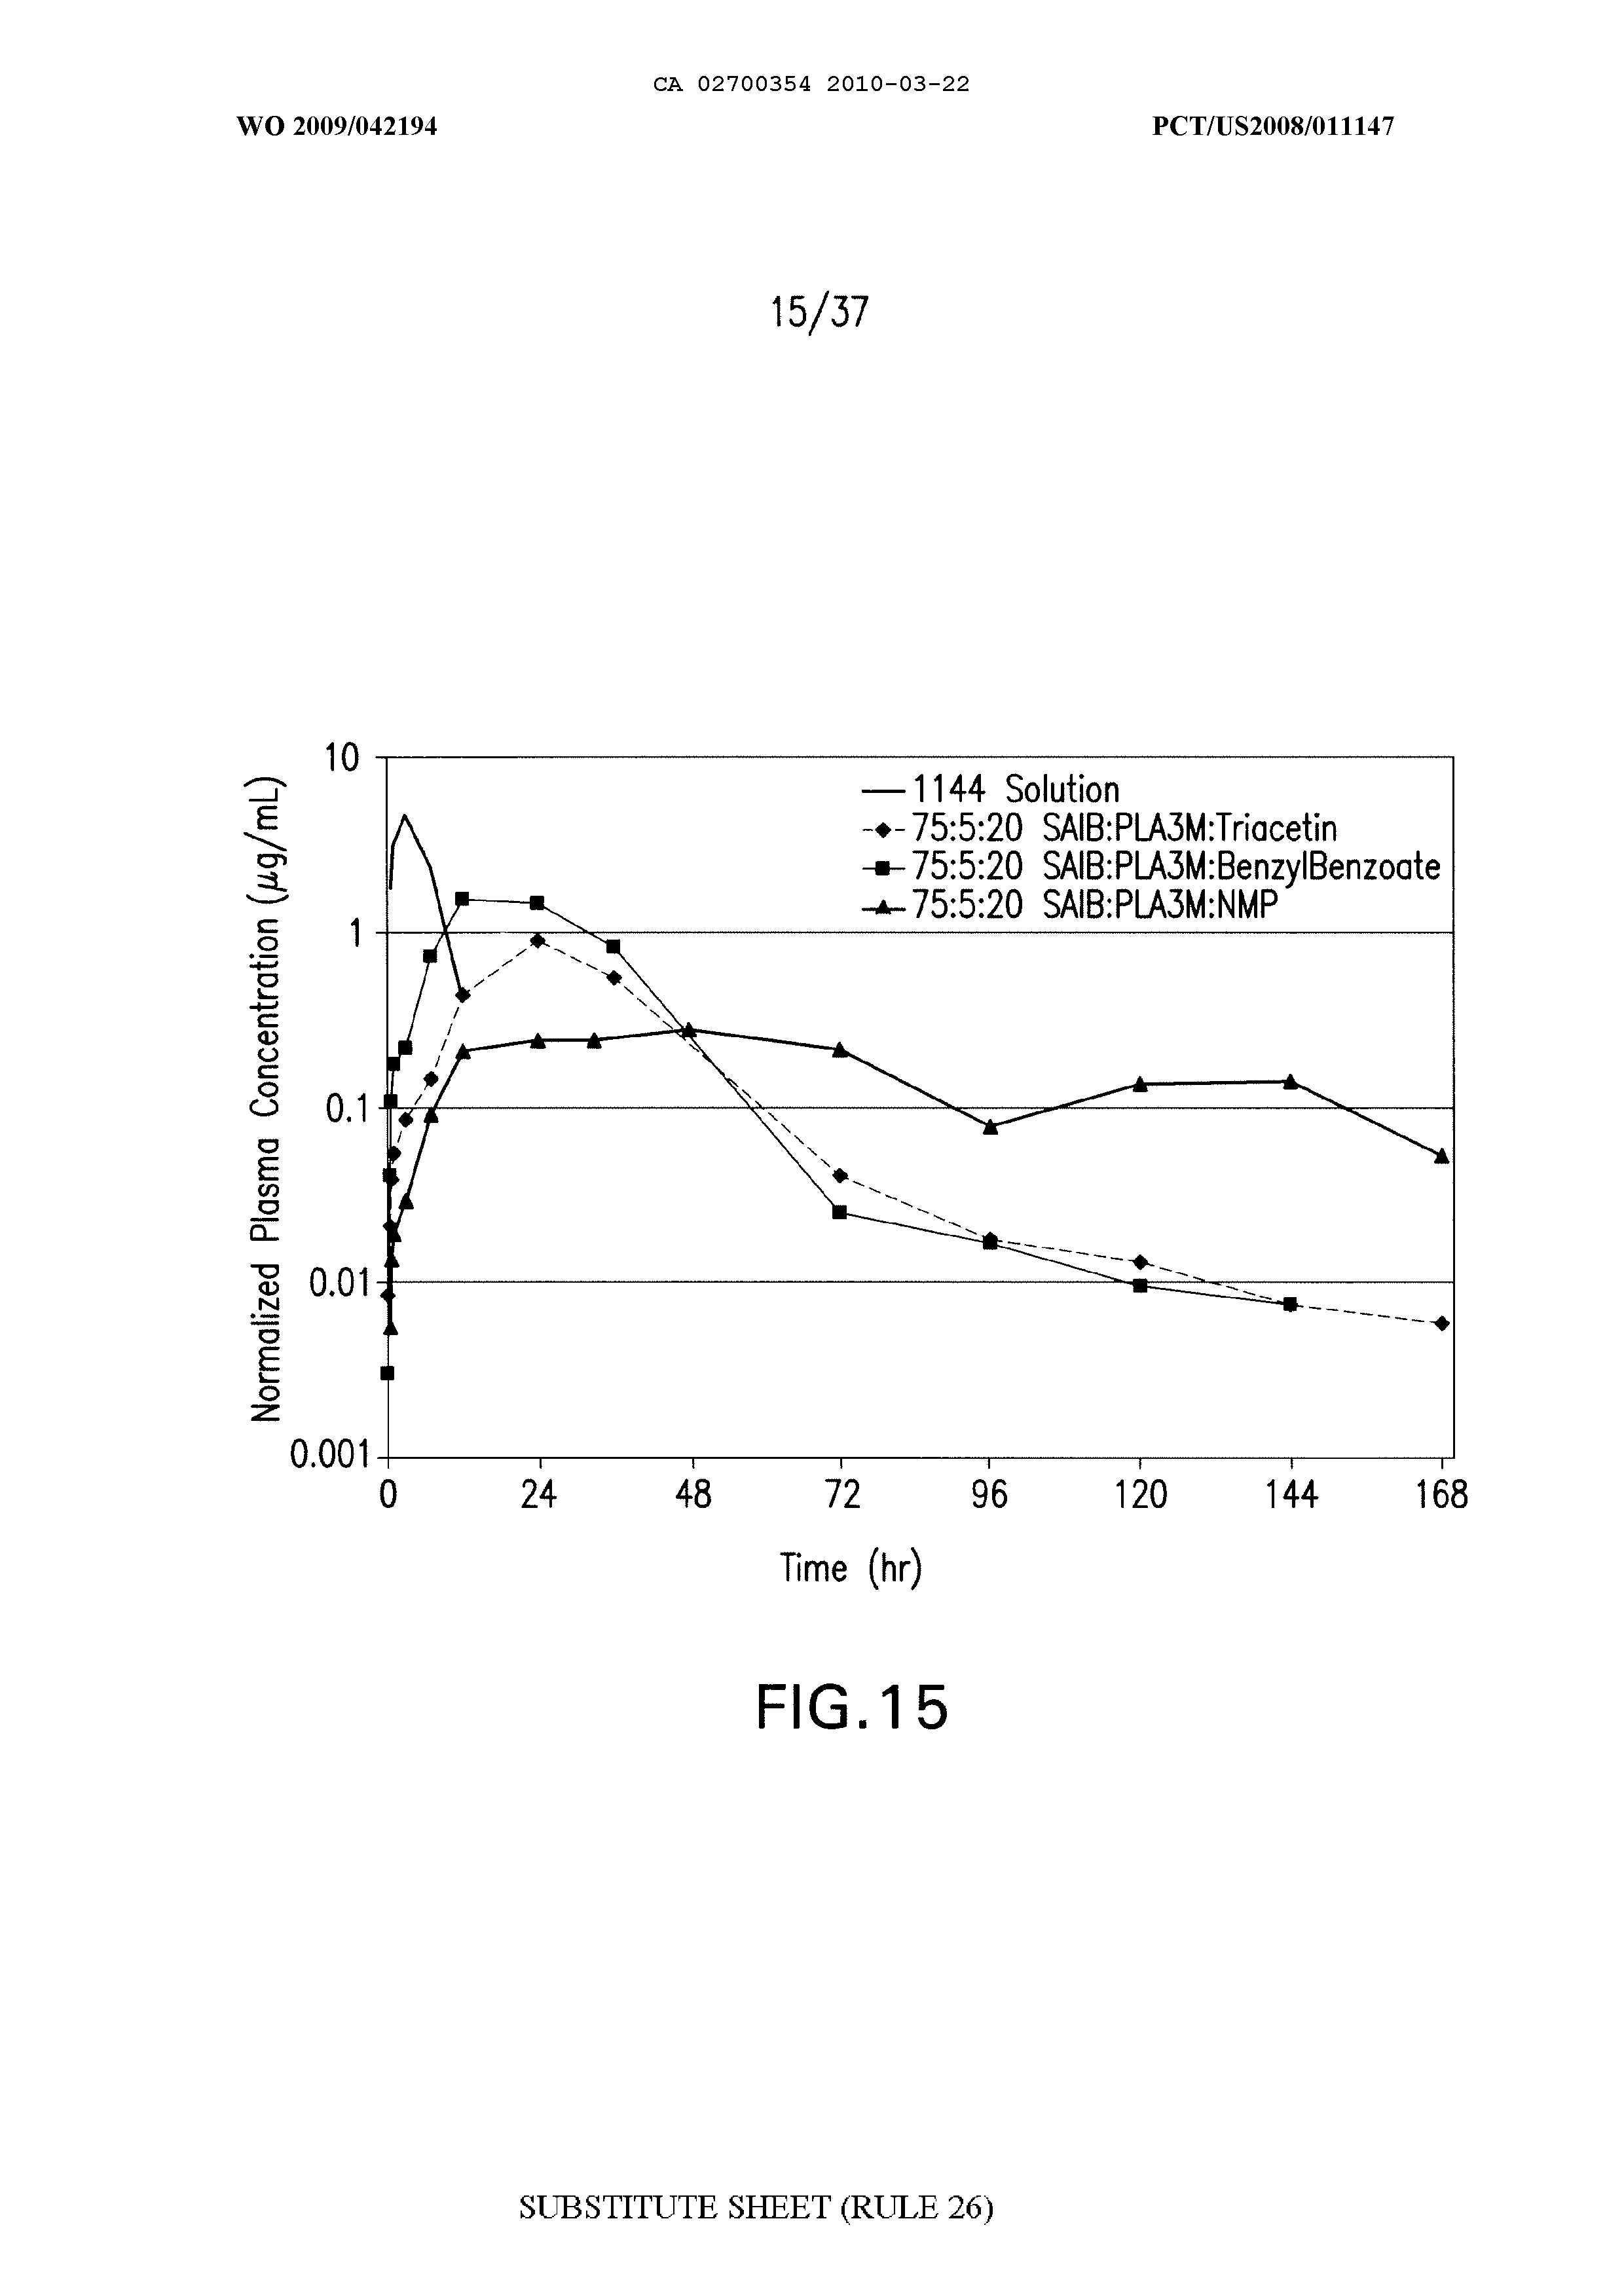 CA 02700354 2010-03-22
WO 2009/042194 PCT/US2008/011147
15/37
10
1
0.1
0.01
0.001
Normalized Plasma Concentration (µg/mL)
1144 Solution
75:5:20 SAIB:PLA3M:Triacetin
75:5:20 SAIB:PLA3M:BenzylBenzoate
75:5:20 SAIB:PLA3M:NMP
0 24 48 72 96 120 144 168
Time (hr)
FIG.15
SUBSTITUTE SHEET (RULE 26)